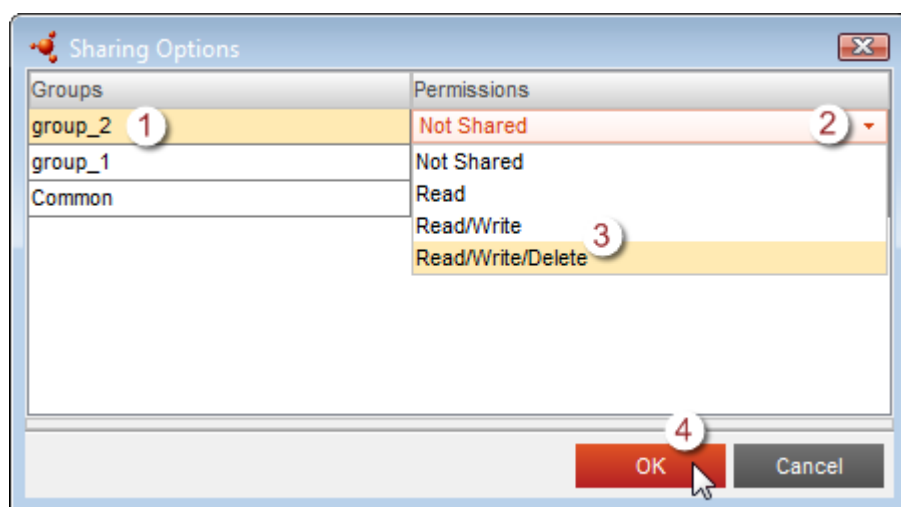 Sharing Options
Groups Permissions
group_2 1 Not Shared 2
group_1 Not Shared
Common Read
Read/Write
3
Read/Write/Delete
4
OK Cancel